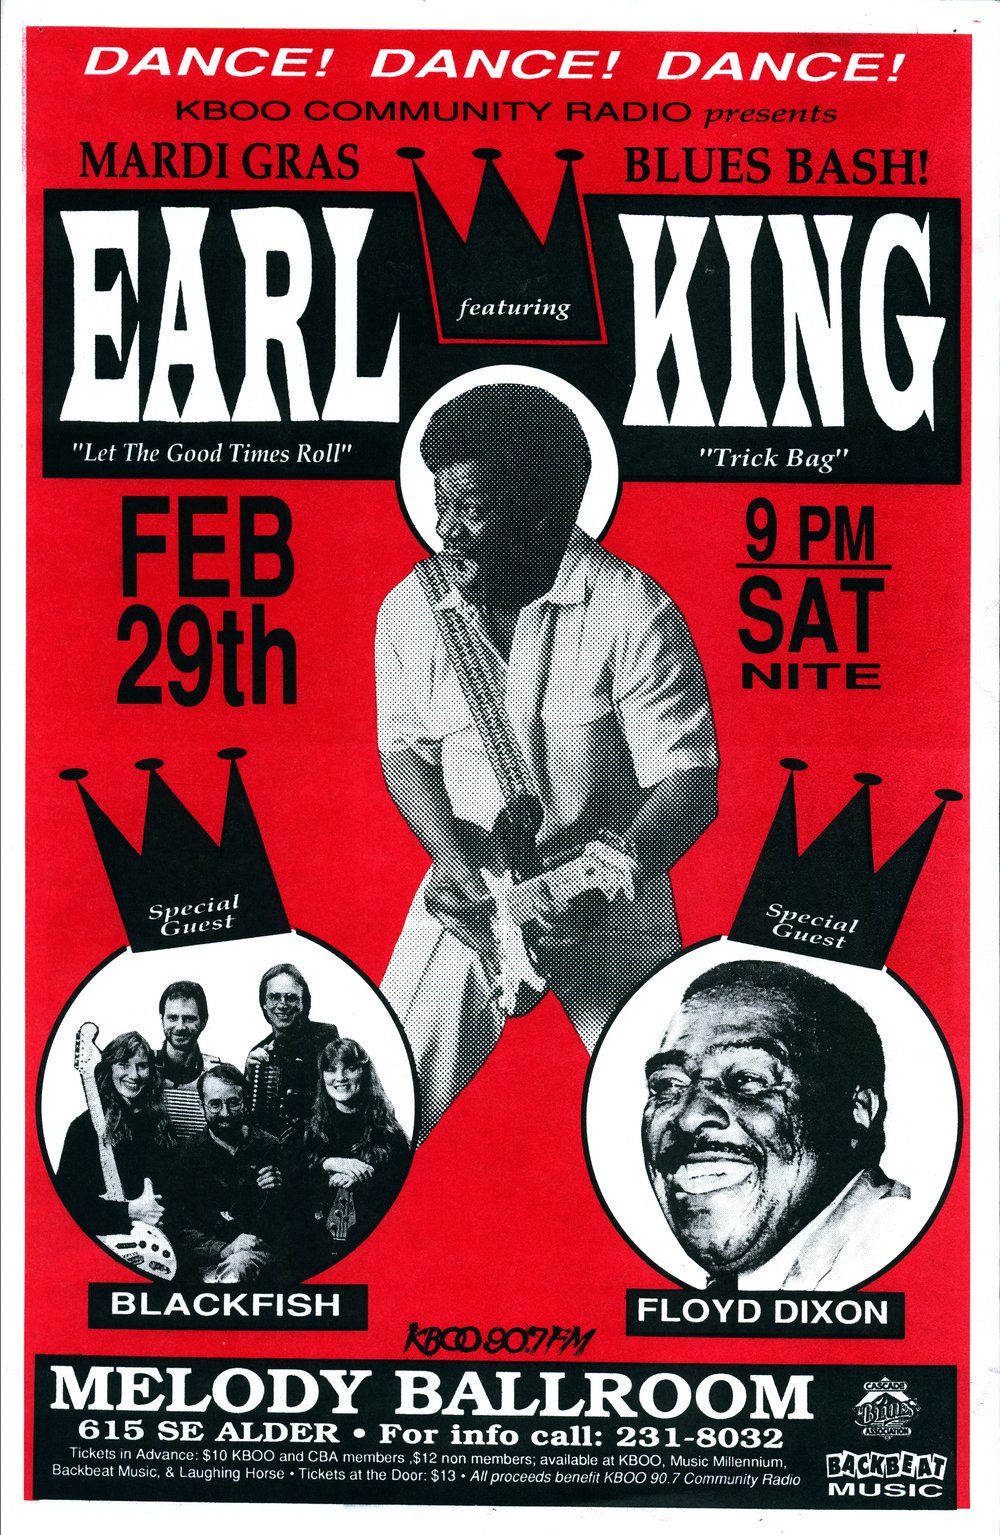 DANCE! DANCE! DANCE!
KBOO COMMUNITY RADIO presents
MARDI GRAS BLUES BASH!
featuring
EARL KING
"Let The Good Times Roll"
"Trick Bag"
FEB
29th
9 PM
SAT
NITE
Special
Guest
BLACKFISH
Special
Guest
FLOYD DIXON
KBOO 90.7 FM
MELODY BALLROOM
615 SE ALDER • For info call: 231-8032
Tickets in Advance: $10 KBOO and CBA members ,$12 non members; available at KBOO, Music Millennium,
Backbeat Music, & Laughing Horse • Tickets at the Door: $13 • All proceeds benefit KBOO 90.7 Community Radio
CASCADE
BLUES
ASSOCIATION
BACKBEAT
MUSIC